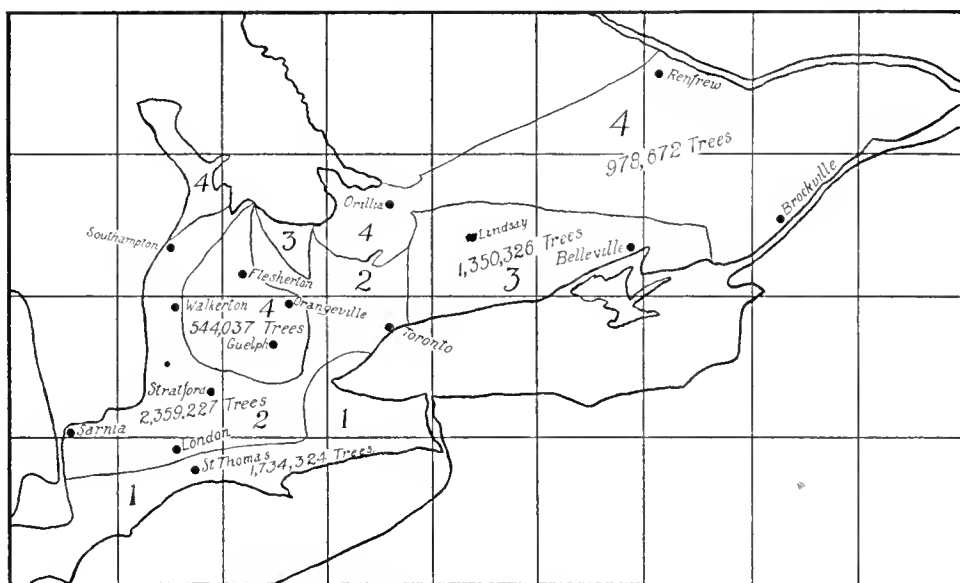 Renfrew
4
978,672 Trees
Brockville
4
Orillia
4
Southampton
3
Lindsay
1,350,326 Trees
Belleville
3
2
Flesherton
Walkerton
4
Orangeville
544,037 Trees
Guelph
Toronto
Stratford
2,359,227 Trees
2
1
Sarnia
London
St Thomas
1,734,324 Trees.
1